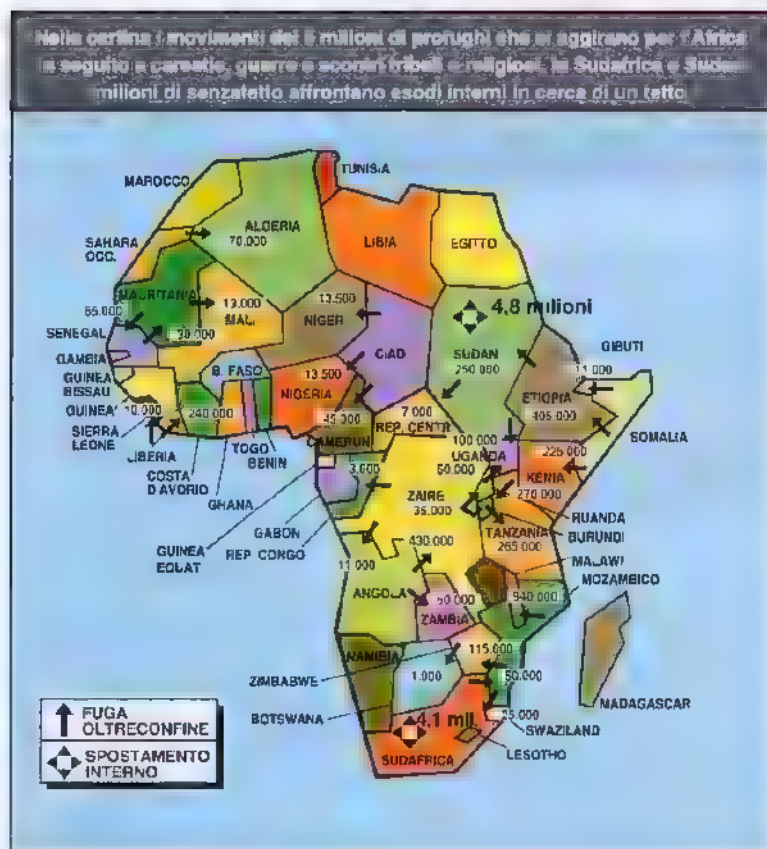 Nella cartina i movimenti dei 5 milioni di profughi che si aggirano per l'Africa
a seguito a carestie, guerre e scontri tribali e religiosi. In Sudafrica e Sudan
milioni di senzatetto affrontano esodi interni in cerca di un tetto
MAROCCO
TUNISIA
ALGERIA
70.000
LIBIA
EGITTO
SAHARA
OCC.
MAURITANIA
55.000
13.000
MALI
30.000
13.500
NIGER
CIAD
4,8 milioni
SUDAN
250.000
GIBUTI
11.000
SENEGAL
GAMBIA
GUINEA
BISSAU
GUINEA
SIERRA
LEONE
10.000
LIBERIA
240.000
COSTA
D'AVORIO
B. FASO
GHANA
TOGO
BENIN
13.500
NIGERIA
45.000
CAMERUN
7.000
REP. CENTR
ETIOPIA
405.000
SOMALIA
100.000
UGANDA
50.000
225.000
KENIA
270.000
3.600
ZAIRE
35.000
GABON
GUINEA
EQUAT
REP. CONGO
RUANDA
BURUNDI
TANZANIA
265.000
MALAWI
MOZAMBICO
11.000
430.000
ANGOLA
50.000
ZAMBIA
940.000
NAMIBIA
ZIMBABWE
1.000
115.000
50.000
BOTSWANA
25.000
MADAGASCAR
4.1 mil.
SWAZILAND
LESOTHO
SUDAFRICA
FUGA
OLTRECONFINE
SPOSTAMENTO
INTERNO